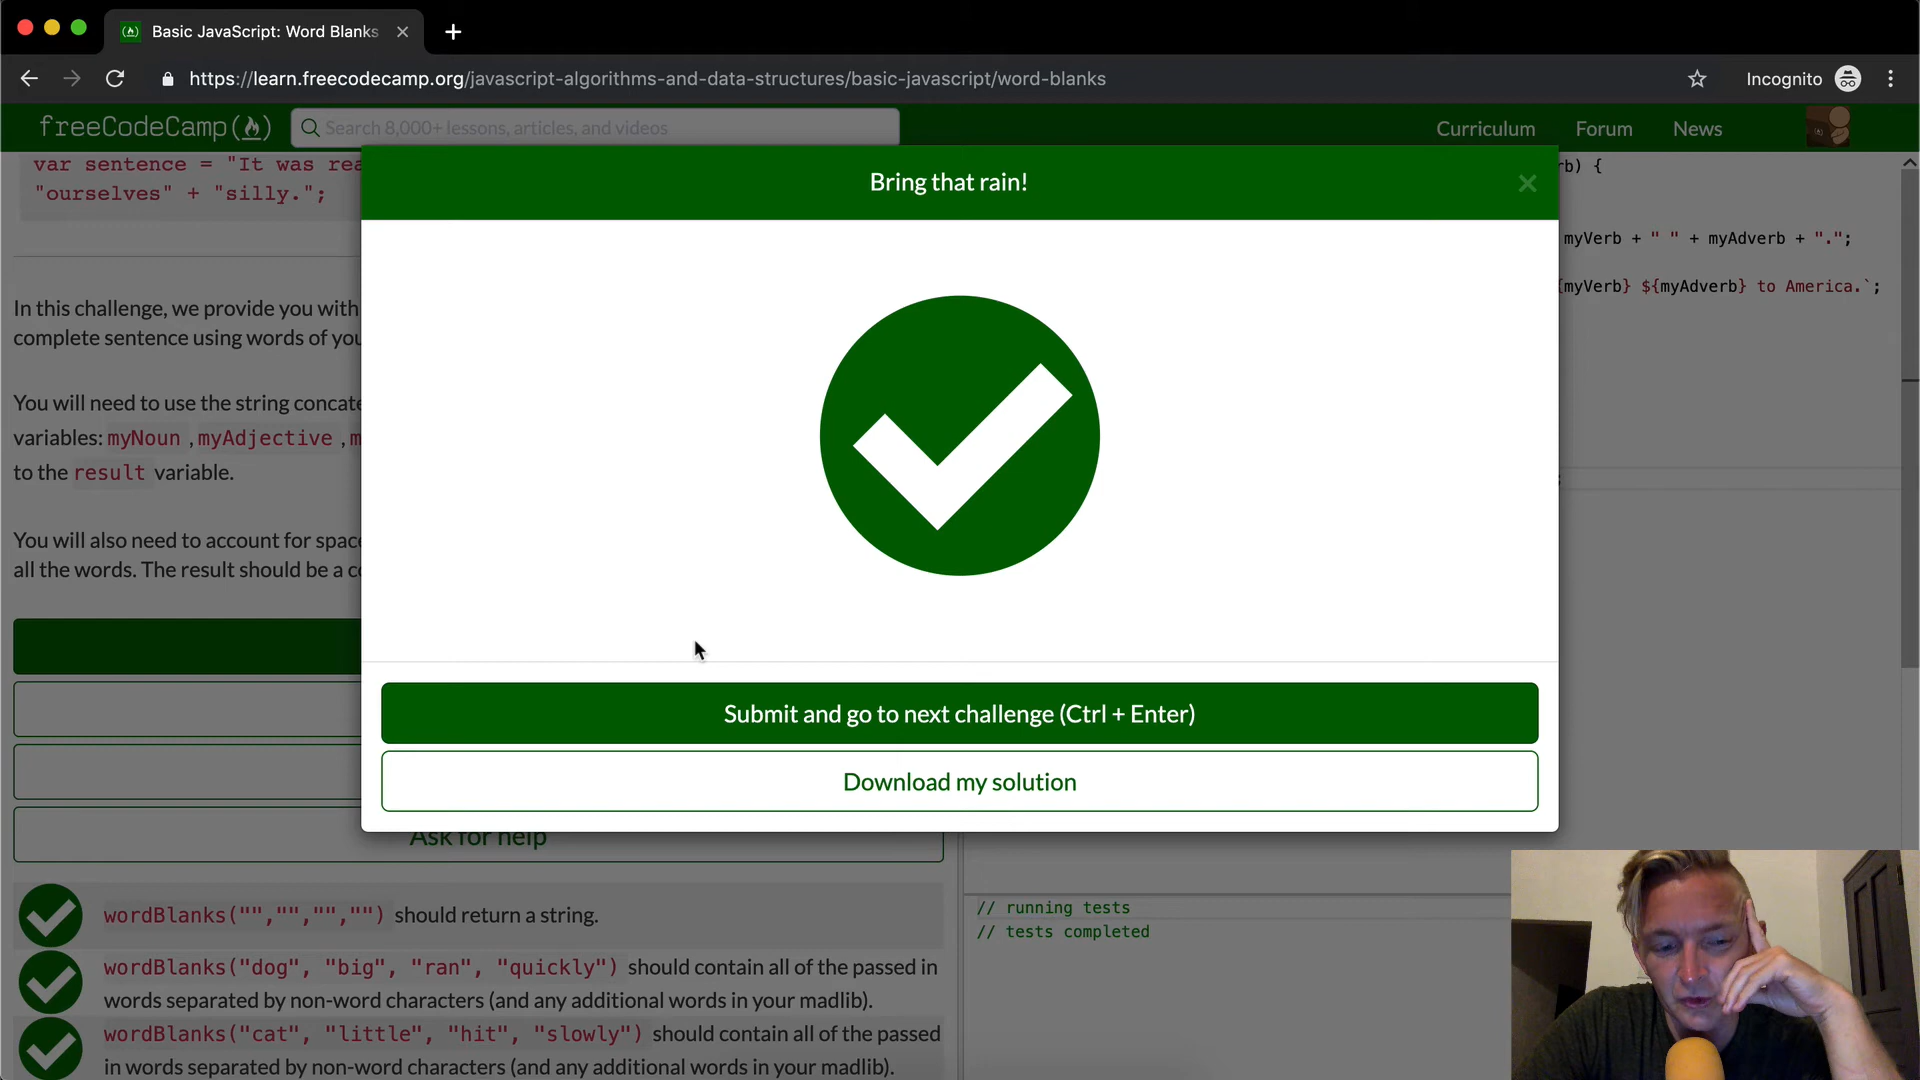 Basic JavaScript: Word Blanks
https://learn.freecodecamp.org/javascript-algorithms-and-data-structures/basic-javascript/word-blanks
Incognito
freeCodeCamp
Search 8,000+ lessons, articles, and videos
Curriculum Forum News
var sentence = "It was rea
"ourselves" + "silly.";
Bring that rain!
rb) {
myVerb + " " + myAdverb + ".";
{myVerb} ${myAdverb} to America.`;
In this challenge, we provide you with
complete sentence using words of you
You will need to use the string concate
variables: myNoun , myAdjective , m
to the result variable.
You will also need to account for space
all the words. The result should be a co
Submit and go to next challenge (Ctrl + Enter)
Download my solution
Ask for help
wordBlanks("","","","") should return a string.
wordBlanks("dog", "big", "ran", "quickly") should contain all of the passed in
words separated by non-word characters (and any additional words in your madlib).
wordBlanks("cat", "little", "hit", "slowly") should contain all of the passed
in words separated by non-word characters (and any additional words in your madlib).
// running tests
// tests completed